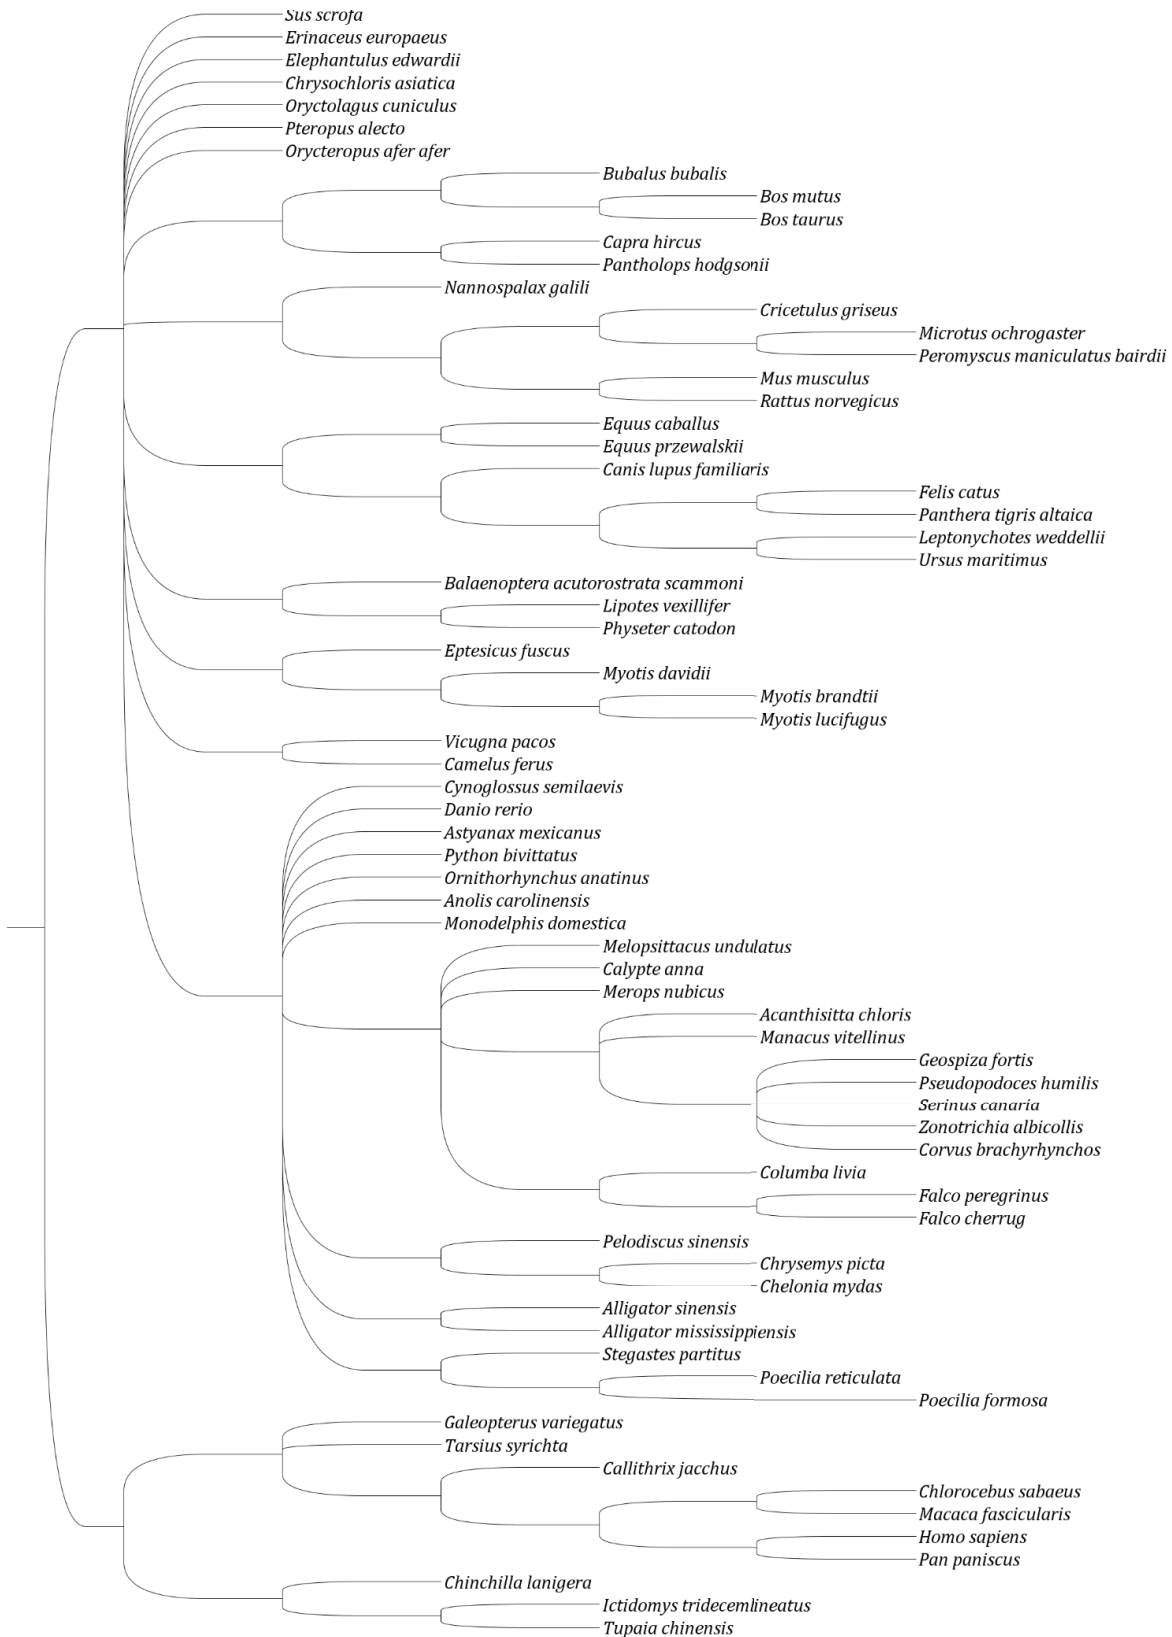 Sus scrofa
Erinaceus europaeus
Elephantulus edwardii
Chrysochloris asiatica
Oryctolagus cuniculus
Pteropus alecto
Orycteropus afer afer
Bubalus bubalis
Bos mutus
Bos taurus
Capra hircus
Pantholops hodgsonii
Nannospalax galili
Cricetulus griseus
Microtus ochrogaster
Peromyscus maniculatus bairdii
Mus musculus
Rattus norvegicus
Equus caballus
Equus przewalskii
Canis lupus familiaris
Felis catus
Panthera tigris altaica
Leptonychotes weddellii
Ursus maritimus
Balaenoptera acutorostrata scammoni
Lipotes vexillifer
Physeter catodon
Eptesicus fuscus
Myotis davidii
Myotis brandtii
Myotis lucifugus
Vicugna pacos
Camelus ferus
Cynoglossus semilaevis
Danio rerio
Astyanax mexicanus
Python bivittatus
Ornithorhynchus anatinus
Anolis carolinensis
Monodelphis domestica
Melopsittacus undulatus
Calypte anna
Merops nubicus
Acanthisitta chloris
Manacus vitellinus
Geospiza fortis
Pseudopodoces humilis
Serinus canaria
Zonotrichia albicollis
Corvus brachyrhynchos
Columba livia
Falco peregrinus
Falco cherrug
Pelodiscus sinensis
Chrysemys picta
Chelonia mydas
Alligator sinensis
Alligator mississippiensis
Stegastes partitus
Poecilia reticulata
Poecilia formosa
Galeopterus variegatus
Tarsius syrichta
Callithrix jacchus
Chlorocebus sabaeus
Macaca fascicularis
Homo sapiens
Pan paniscus
Chinchilla lanigera
Ictidomys tridecemlineatus
Tupaia chinensis